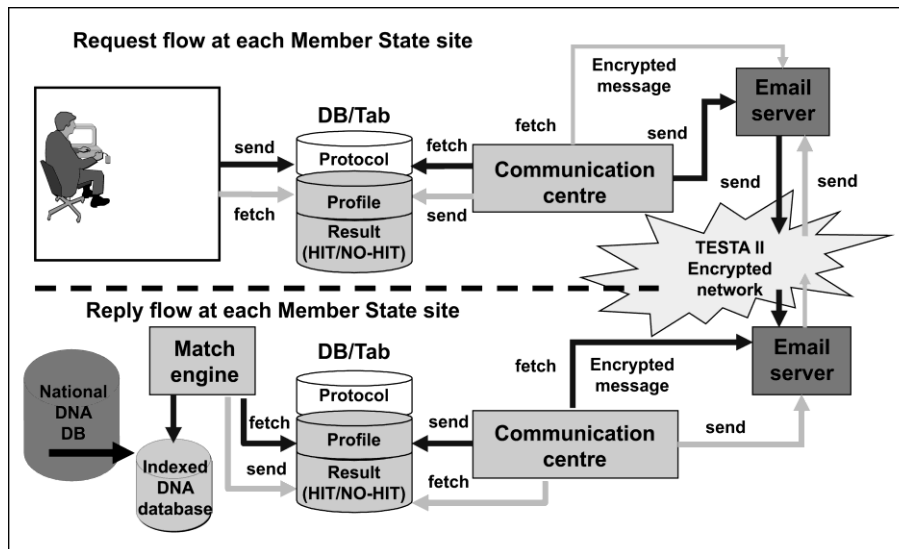 Request flow at each Member State site
Encrypted
message
Email
server
DB/Tab
fetch
send
Protocol
fetch
send
Communication
centre
Profile
fetch
send
Result
(HIT/NO-HIT)
send
send
TESTA II
Encrypted
network
Reply flow at each Member State site
Match
engine
DB/Tab
fetch
Encrypted
message
Email
server
National
DNA
DB
Protocol
fetch
send
Profile
Communication
centre
send
send
Result
(HIT/NO-HIT)
fetch
Indexed
DNA
database